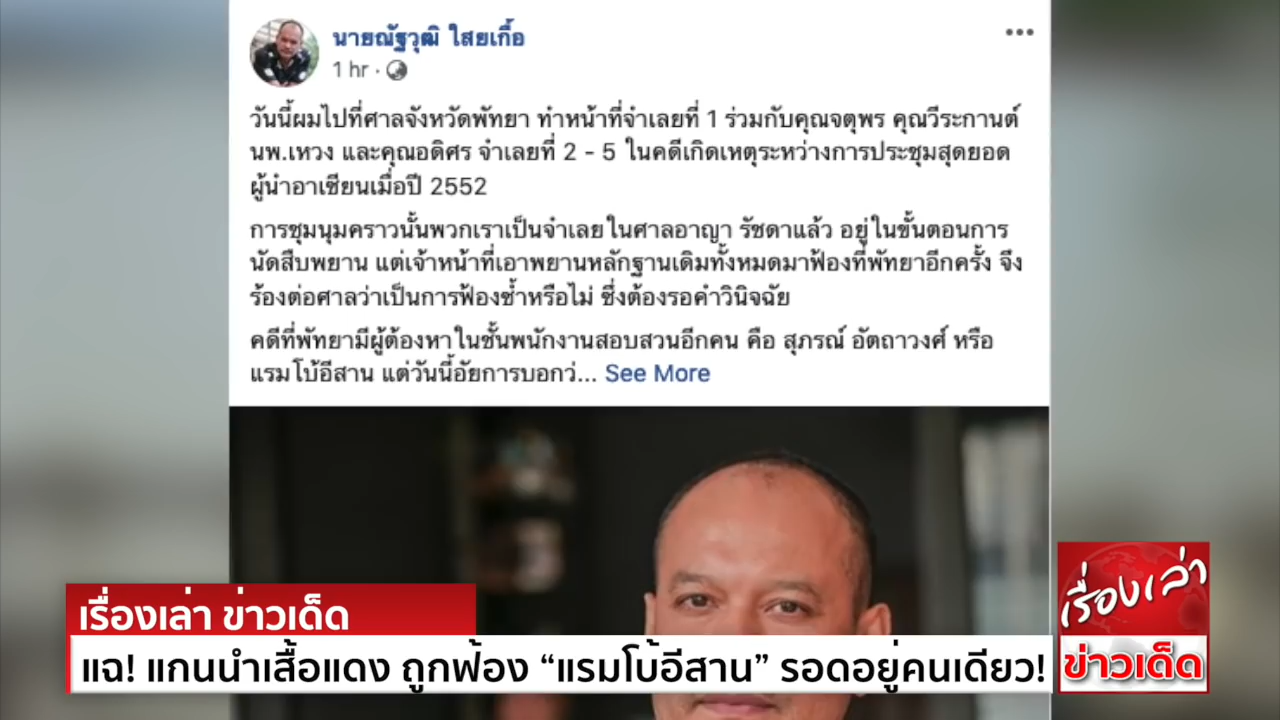 นายณัฐวุฒิ ใสยเกื้อ
1 hr ·
วันนี้ผมไปที่ศาลจังหวัดพัทยา ทำหน้าที่จำเลยที่ 1 ร่วมกับคุณจตุพร คุณวีระกานต์
นพ.เหวง และคุณอดิศร จำเลยที่ 2 - 5 ในคดีเกิดเหตุระหว่างการประชุมสุดยอด
ผู้นำอาเซียนเมื่อปี 2552
การชุมนุมคราวนั้นพวกเราเป็นจำเลยในศาลอาญา รัชดาแล้ว อยู่ในขั้นตอนการ
นัดสืบพยาน แต่เจ้าหน้าที่เอาพยานหลักฐานเดิมทั้งหมดมาฟ้องที่พัทยาอีกครั้ง จึง
ร้องต่อศาลว่าเป็นการฟ้องซ้ำหรือไม่ ซึ่งต้องรอคำวินิจฉัย
คดีที่พัทยามีผู้ต้องหาในชั้นพนักงานสอบสวนอีกคน คือ สุภรณ์ อัตถาวงศ์ หรือ
แรมโบ้อีสาน แต่วันนี้อัยการบอกว่... See More
เรื่องเล่า ข่าวเด็ด
แฉ! แกนนำเสื้อแดง ถูกฟ้อง “แรมโบ้อีสาน” รอดอยู่คนเดียว!
เรื่องเล่า
ข่าวเด็ด